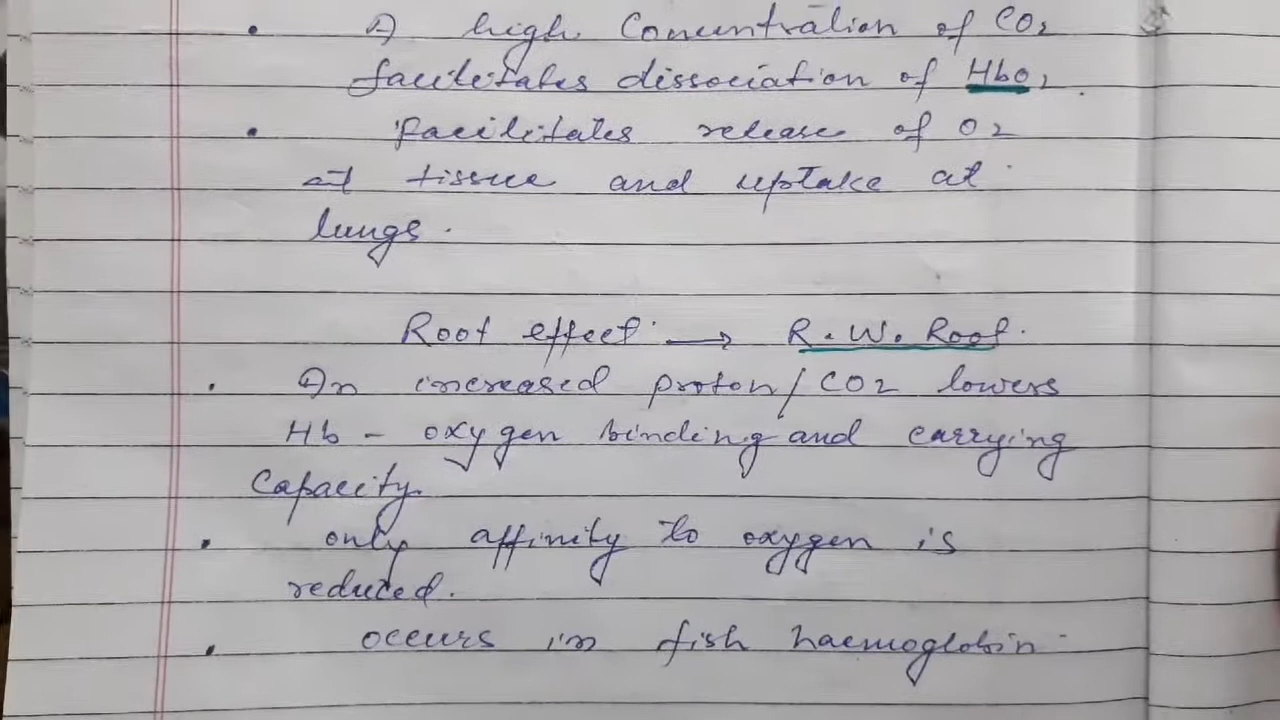 • A high Concentration of CO2
facilitates dissociation of HbO2.
• Facilitates release of O2
at tissue and uptake at
lungs.
Root effect → R.W. Root.
• An increased proton/CO2 lowers
Hb - oxygen binding and carrying
Capacity.
• only affinity to oxygen is
reduced.
• occurs in fish haemoglobin